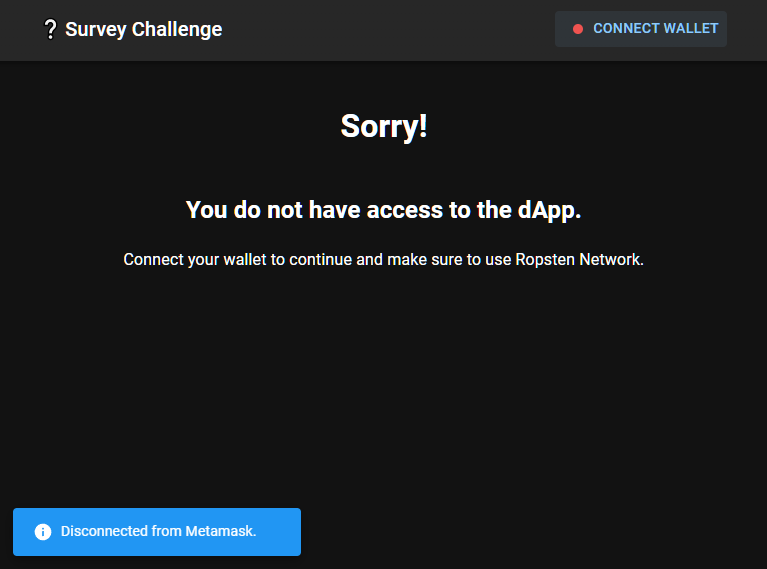 ❓ Survey Challenge
CONNECT WALLET
Sorry!
You do not have access to the dApp.
Connect your wallet to continue and make sure to use Ropsten Network.
Disconnected from Metamask.